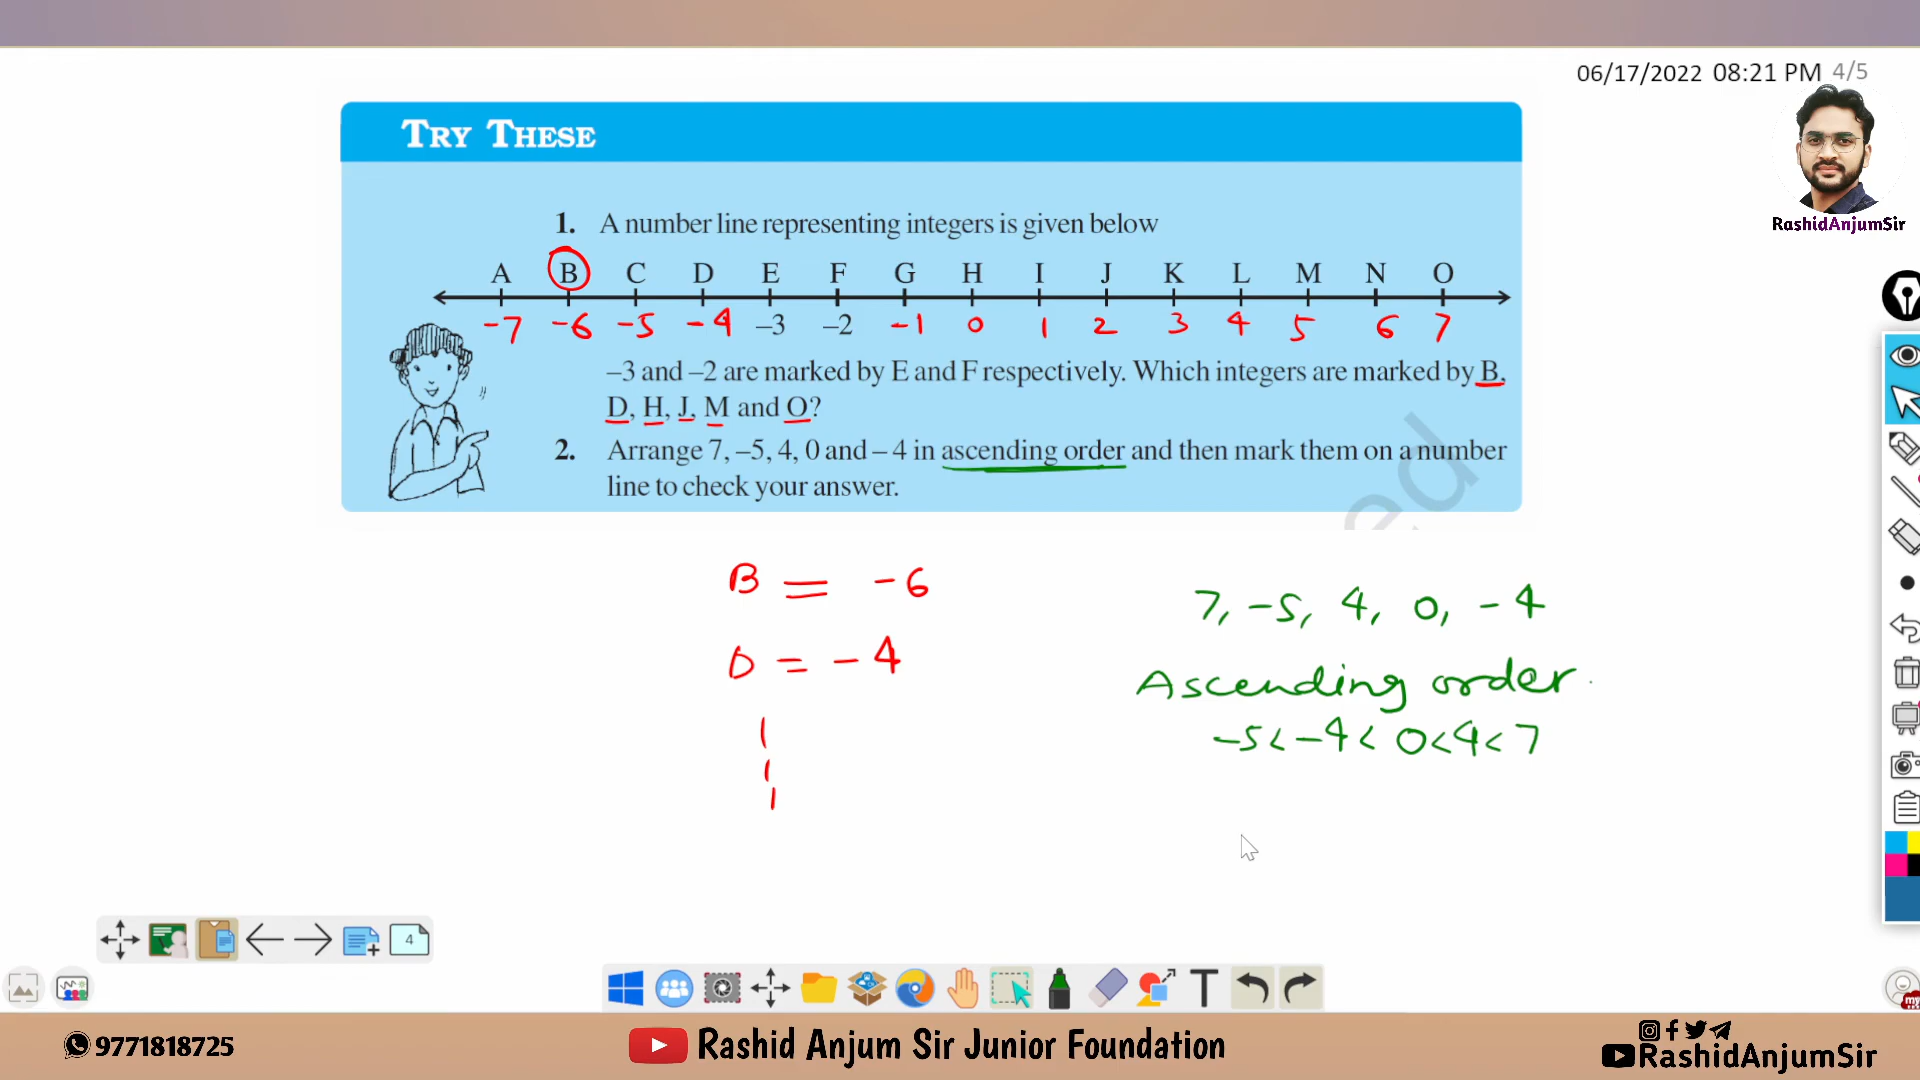 06/17/2022 08:21 PM 4/5
RashidAnjumSir
TRY THESE
1. A number line representing integers is given below
A B C D E F G H I J K L M N O
-7 -6 -5 -4 –3 –2 -1 0 1 2 3 4 5 6 7
–3 and –2 are marked by E and F respectively. Which integers are marked by B,
D, H, J, M and O?
2. Arrange 7, –5, 4, 0 and – 4 in ascending order and then mark them on a number
line to check your answer.
B = -6
D = -4
7, -5, 4, 0, -4
Ascending order.
-5 < -4 < 0 < 4 < 7
4
9771818725
Rashid Anjum Sir Junior Foundation
RashidAnjumSir